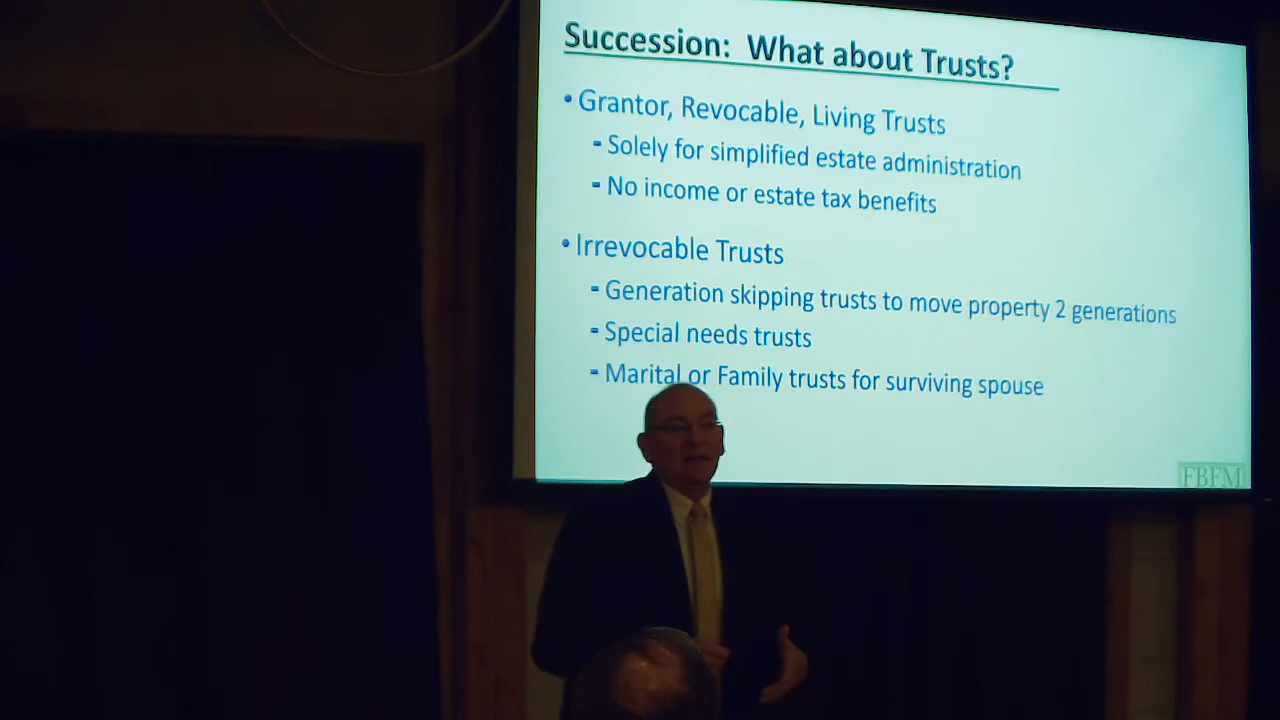 Succession: What about Trusts?
• Grantor, Revocable, Living Trusts
- Solely for simplified estate administration
- No income or estate tax benefits
• Irrevocable Trusts
- Generation skipping trusts to move property 2 generations
- Special needs trusts
- Marital or Family trusts for surviving spouse
FBFM